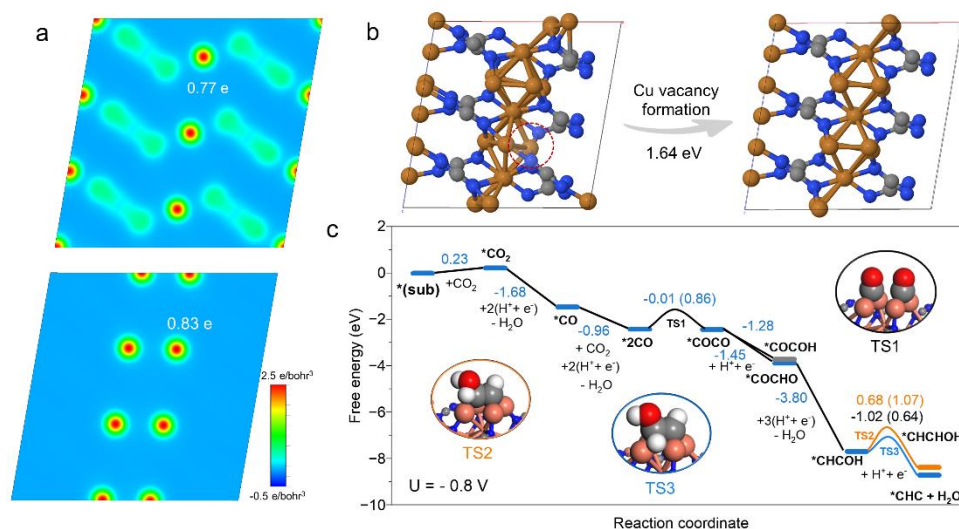 a
0.77 e
0.83 e
2.5 e/bohr³
-0.5 e/bohr³
b
Cu vacancy
formation
1.64 eV
c
Free energy (eV)
2
0
-2
-4
-6
-8
-10
*(sub)
0.23
+CO₂
*CO₂
-1.68
+2(H⁺+ e⁻)
- H₂O
*CO
-0.96
+ CO₂
+2(H⁺+ e⁻)
- H₂O
*2CO
-0.01 (0.86)
TS1
*COCO
-1.28
-1.45
+ H⁺+ e⁻
*COCOH
*COCHO
-3.80
+3(H⁺+ e⁻)
- H₂O
*CHCOH
0.68 (1.07)
-1.02 (0.64)
TS2
TS3
*CHCHOH
+ H⁺+ e⁻
*CHC + H₂O
TS1
TS2
TS3
U = - 0.8 V
Reaction coordinate